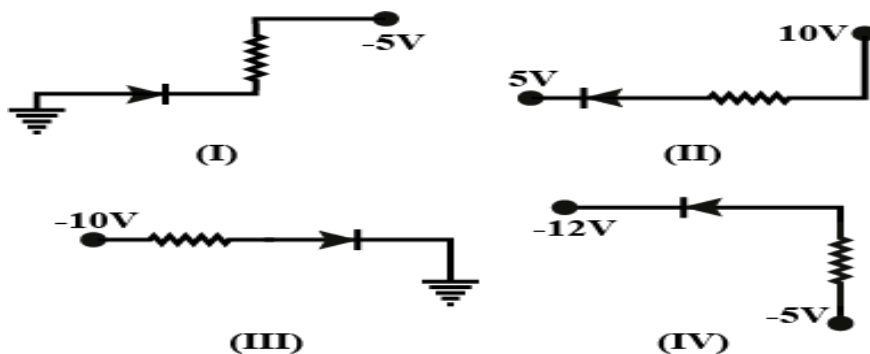 -5V
(I)
10V
5V
(II)
-10V
(III)
-12V
-5V
(IV)